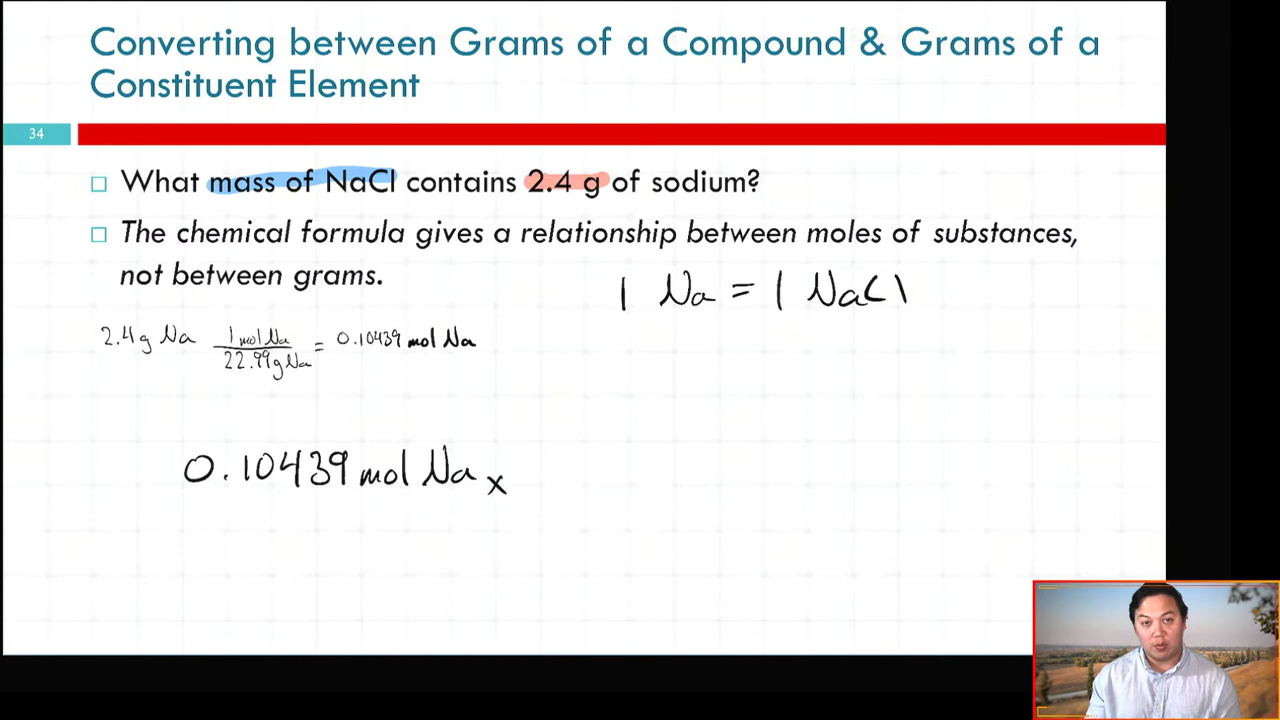 Converting between Grams of a Compound & Grams of a
Constituent Element
34
What mass of NaCl contains 2.4 g of sodium?
The chemical formula gives a relationship between moles of substances,
not between grams.
1 Na = 1 NaCl
2.4g Na 1 mol Na / 22.99g Na = 0.10439 mol Na
0.10439 mol Na x